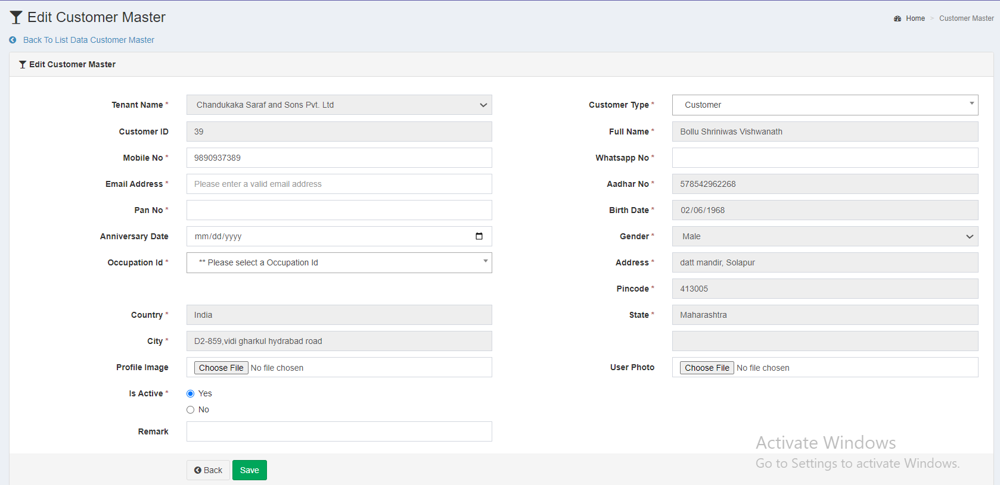 Edit Customer Master
Home > Customer Master
Back To List Data Customer Master
Edit Customer Master
Tenant Name * Chandukaka Saraf and Sons Pvt. Ltd
Customer Type * Customer
Customer ID 39
Full Name * Bollu Shriniwas Vishwanath
Mobile No * 9890937389
Whatsapp No *
Email Address * Please enter a valid email address
Aadhar No * 578542962268
Pan No *
Birth Date * 02/06/1968
Anniversary Date mm/dd/yyyy
Gender * Male
Occupation Id * ** Please select a Occupation Id
Address * datt mandir, Solapur
Pincode * 413005
Country * India
State * Maharashtra
City * D2-859,vidi gharkul hydrabad road
Profile Image Choose File No file chosen
User Photo Choose File No file chosen
Is Active * Yes
No
Remark
Activate Windows
Go to Settings to activate Windows.
Back Save